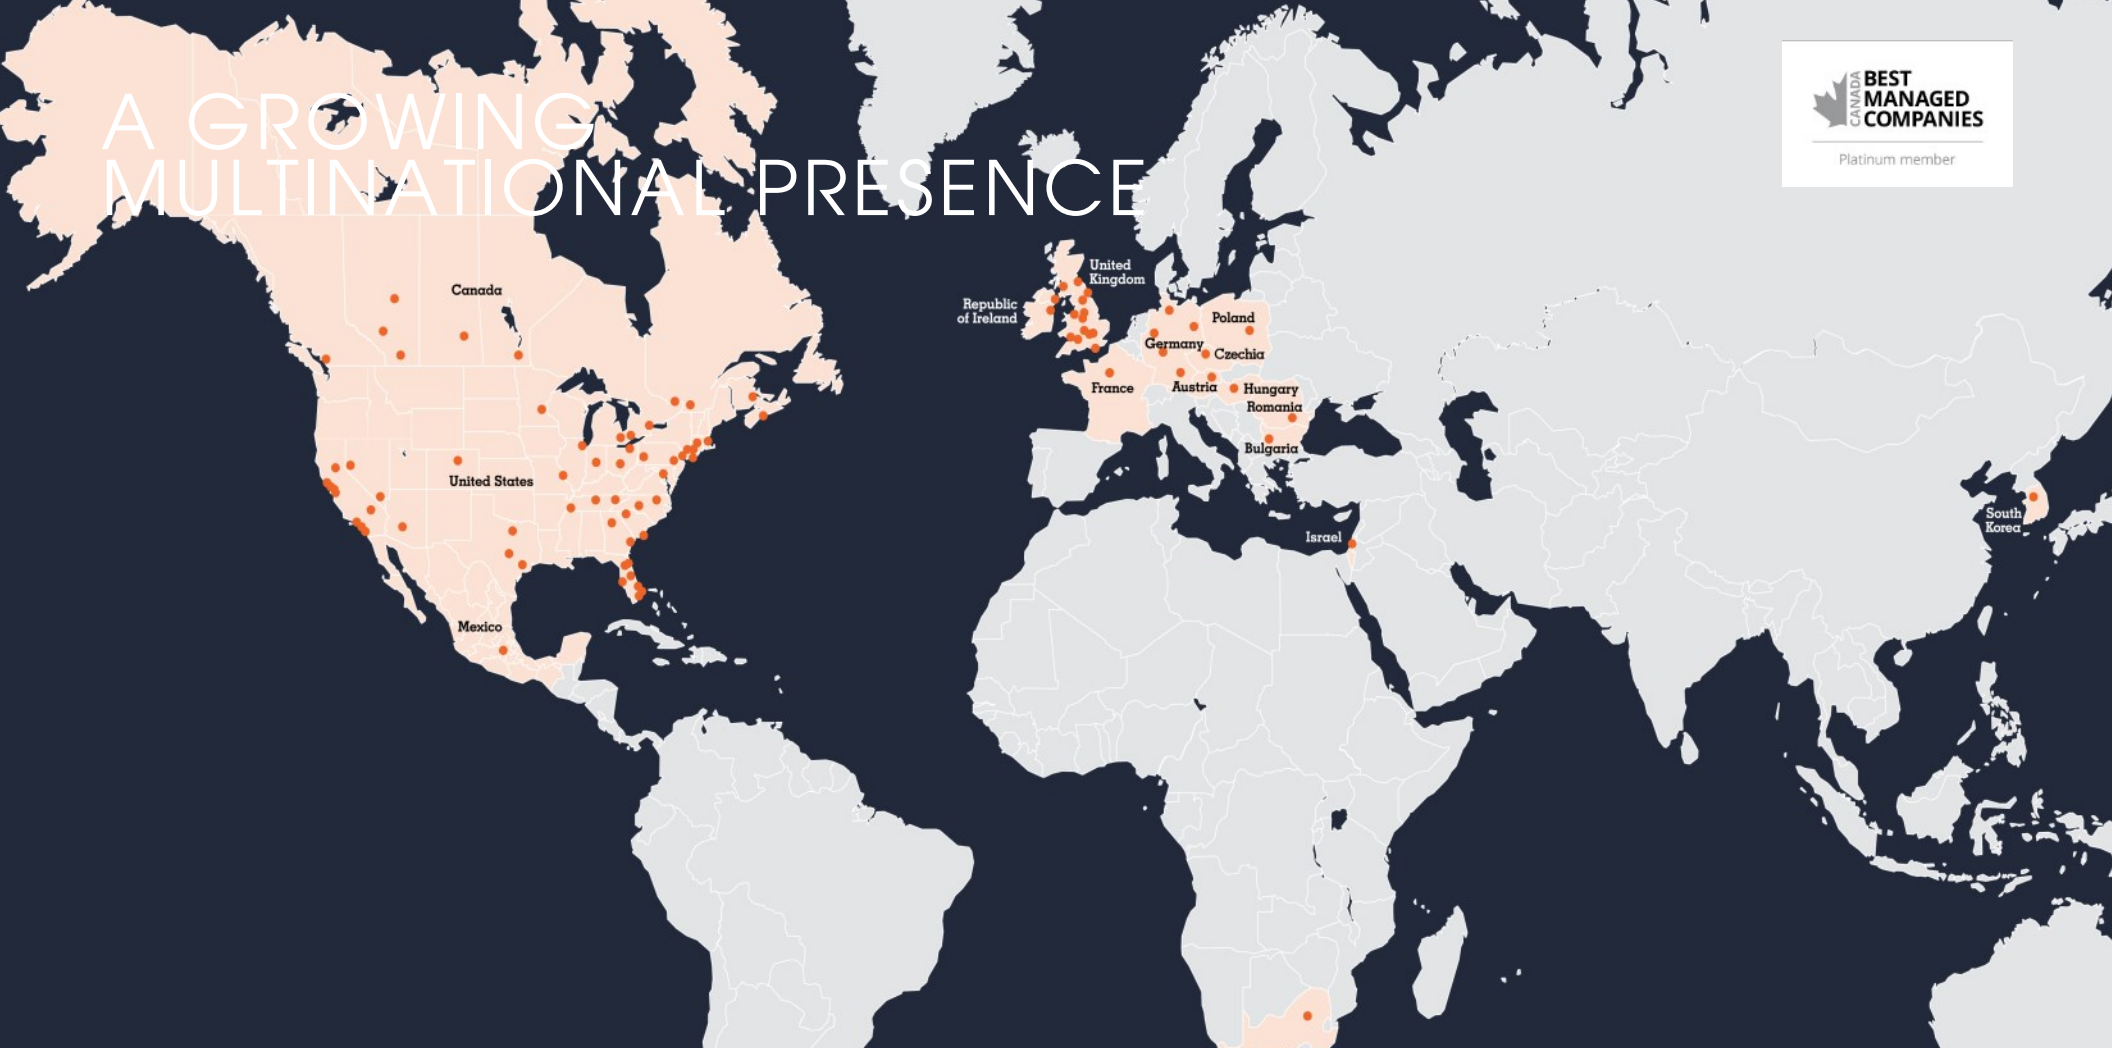 A GROWING
MULTINATIONAL PRESENCE
CANADA
BEST
MANAGED
COMPANIES
Platinum member
Canada
United States
Mexico
Republic
of Ireland
United
Kingdom
Poland
Germany
Czechia
France
Austria
Hungary
Romania
Bulgaria
Israel
South
Korea